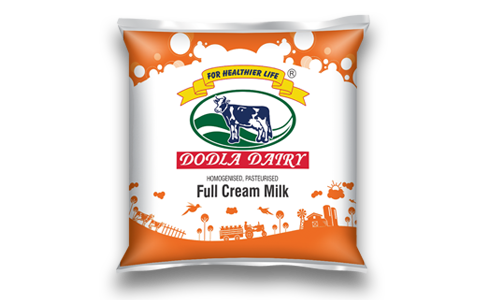 FOR HEALTHIER LIFE
®
DODLA DAIRY
HOMOGENISED, PASTEURISED
Full Cream Milk